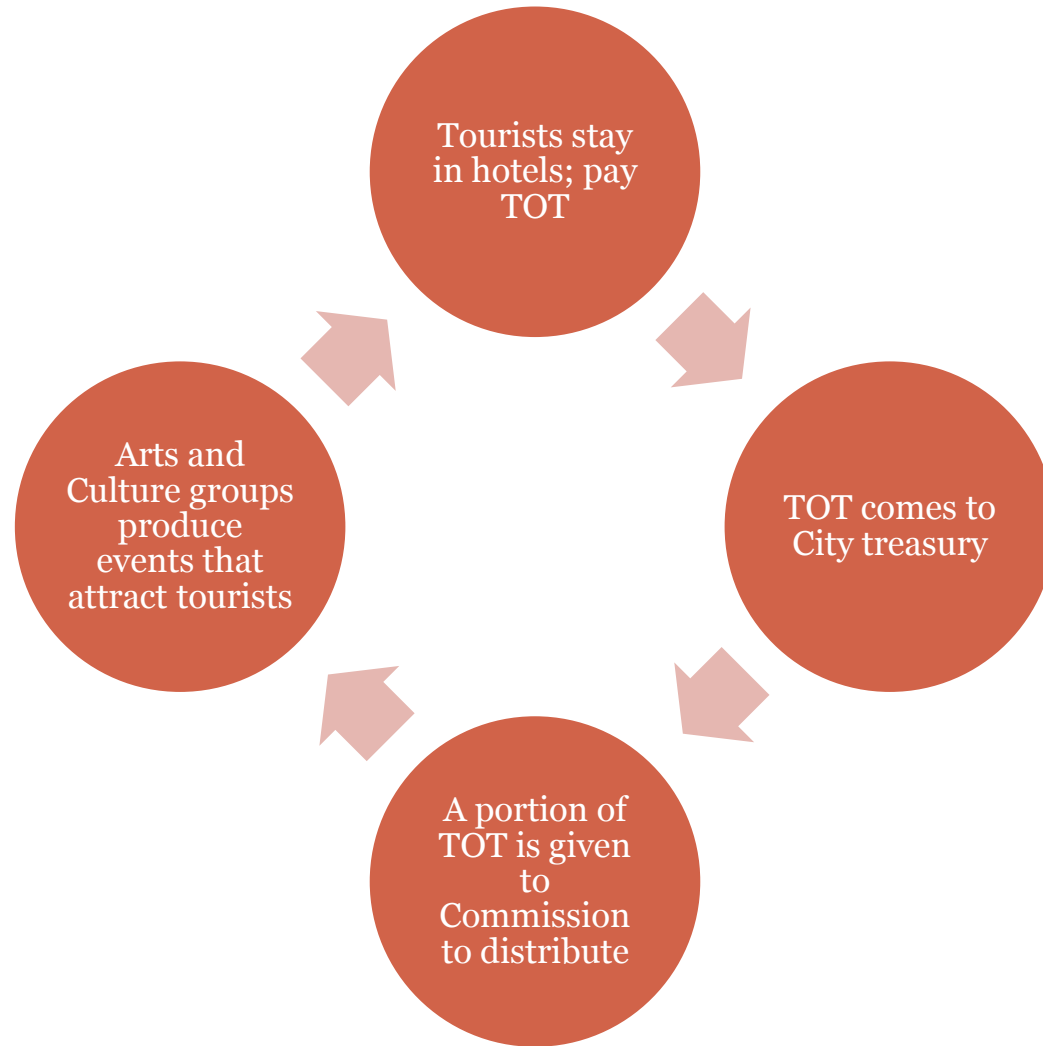 Tourists stay
in hotels; pay
TOT
TOT comes to
City treasury
A portion of
TOT is given
to
Commission
to distribute
Arts and
Culture groups
produce
events that
attract tourists